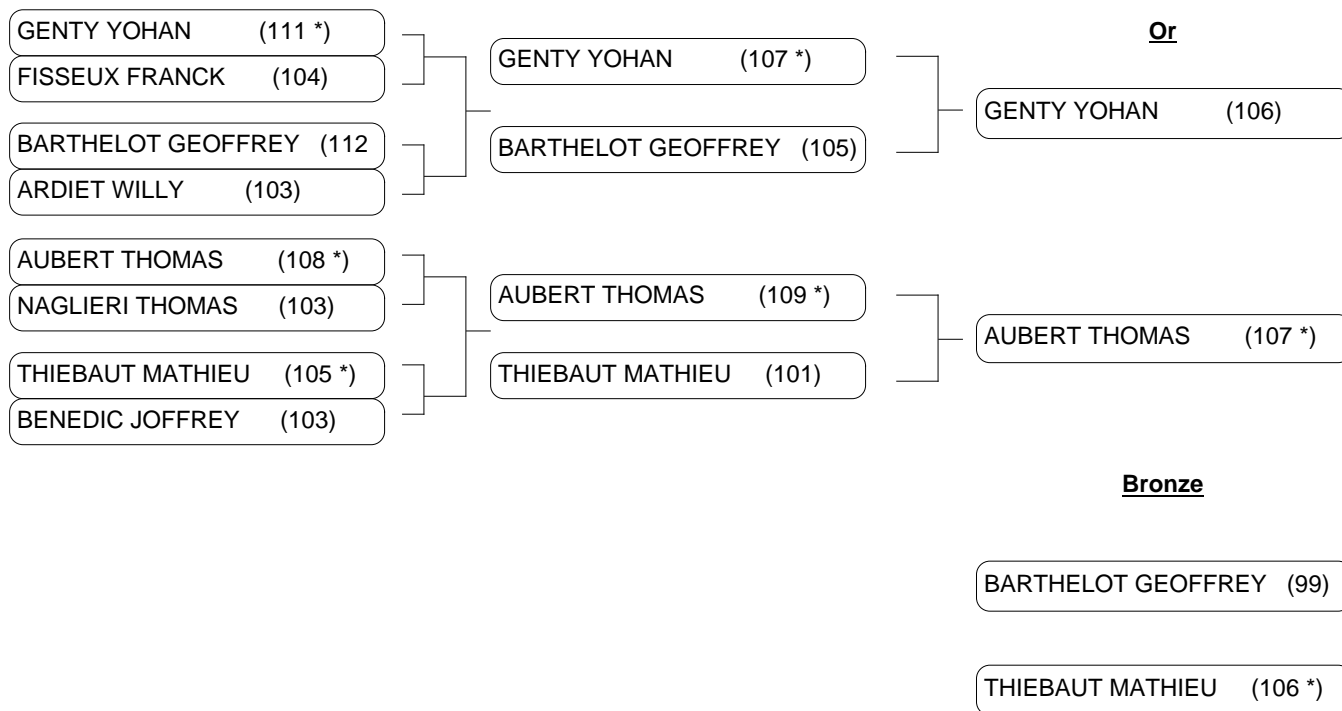 GENTY YOHAN (111 *)
FISSEUX FRANCK (104)
BARTHELOT GEOFFREY (112
ARDIET WILLY (103)
AUBERT THOMAS (108 *)
NAGLIERI THOMAS (103)
THIEBAUT MATHIEU (105 *)
BENEDIC JOFFREY (103)
GENTY YOHAN (107 *)
BARTHELOT GEOFFREY (105)
AUBERT THOMAS (109 *)
THIEBAUT MATHIEU (101)
Or
GENTY YOHAN (106)
AUBERT THOMAS (107 *)
Bronze
BARTHELOT GEOFFREY (99)
THIEBAUT MATHIEU (106 *)